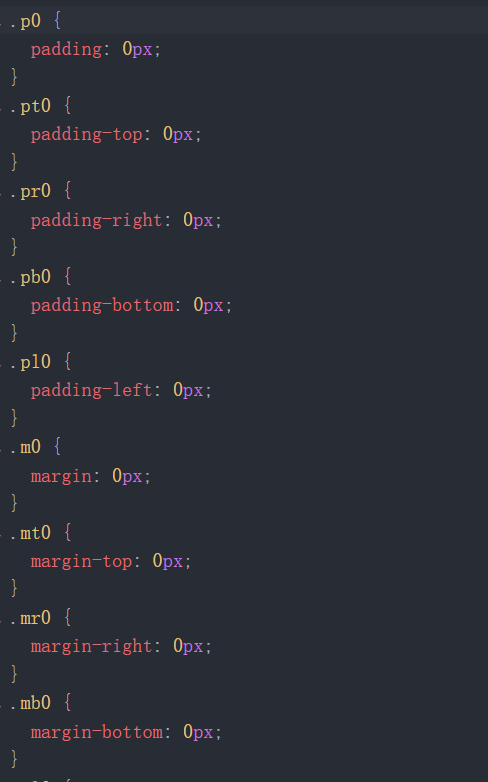 .p0 {
  padding: 0px;
}
.pt0 {
  padding-top: 0px;
}
.pr0 {
  padding-right: 0px;
}
.pb0 {
  padding-bottom: 0px;
}
.pl0 {
  padding-left: 0px;
}
.m0 {
  margin: 0px;
}
.mt0 {
  margin-top: 0px;
}
.mr0 {
  margin-right: 0px;
}
.mb0 {
  margin-bottom: 0px;
}